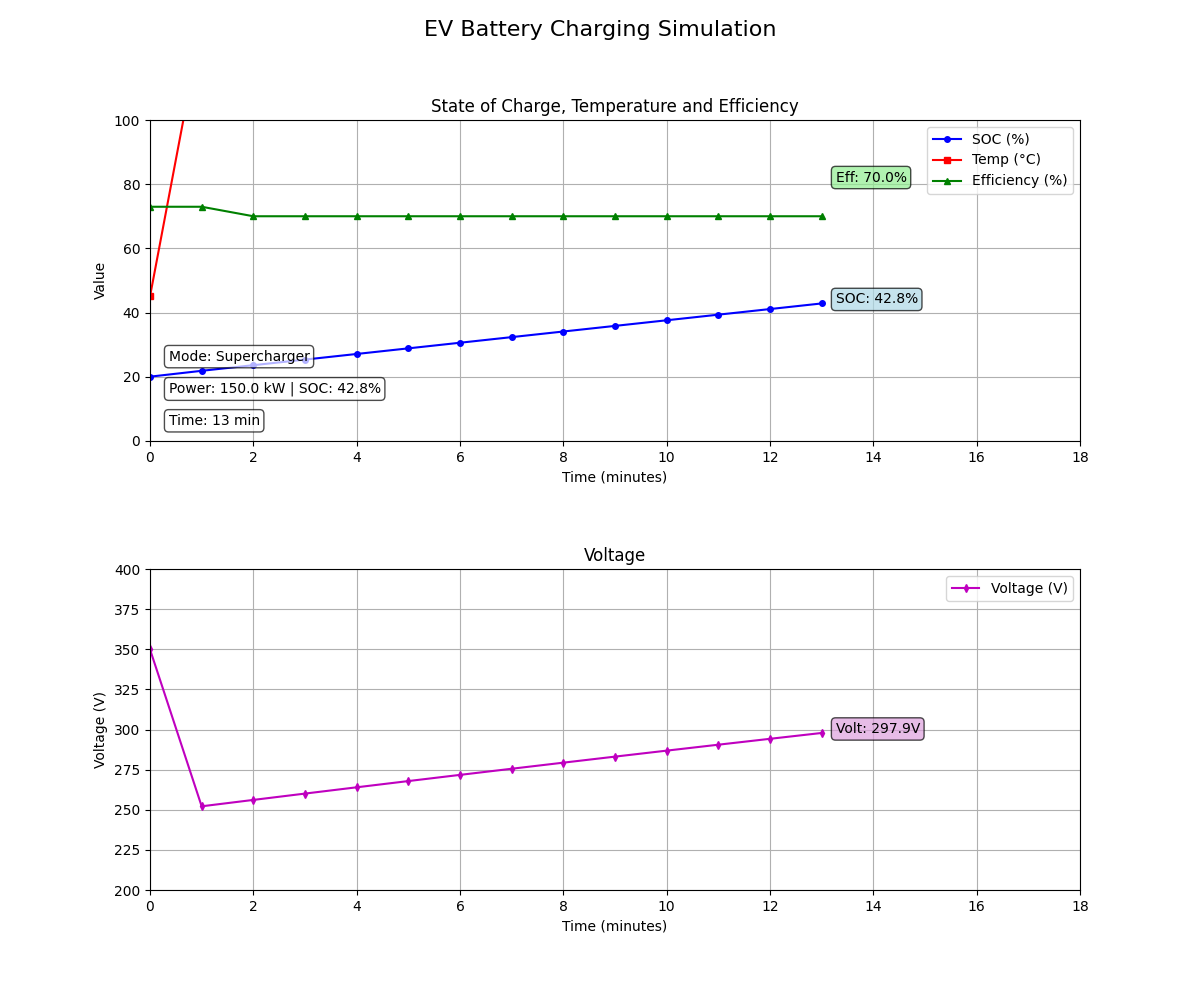 EV Battery Charging Simulation
State of Charge, Temperature and Efficiency
100
80
60
40
20
0
Value
SOC (%)
Temp (°C)
Efficiency (%)
Eff: 70.0%
SOC: 42.8%
Mode: Supercharger
Power: 150.0 kW | SOC: 42.8%
Time: 13 min
0 2 4 6 8 10 12 14 16 18
Time (minutes)
Voltage
400
375
350
325
300
275
250
225
200
Voltage (V)
Voltage (V)
Volt: 297.9V
0 2 4 6 8 10 12 14 16 18
Time (minutes)